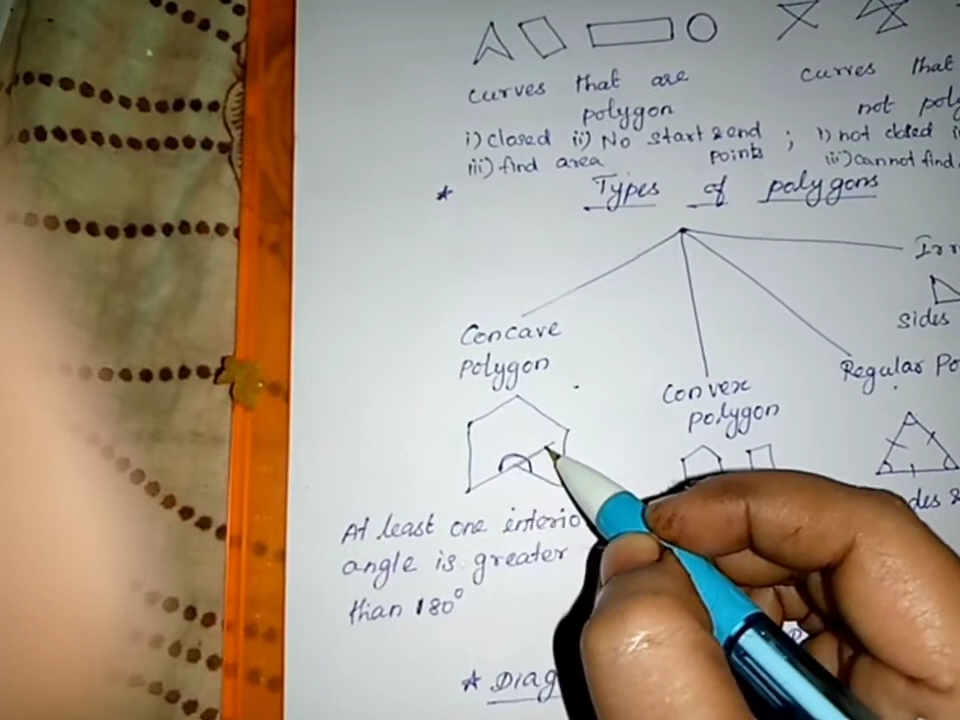 curves that are
polygon
i) closed ii) No start & end
points ;
iii) find area
curves that
not
i) not closed
iii) cannot find
* Types of polygons
Concave
polygon
Convex
polygon
Regular
sides
At least one
angle is greater
than 180°
*